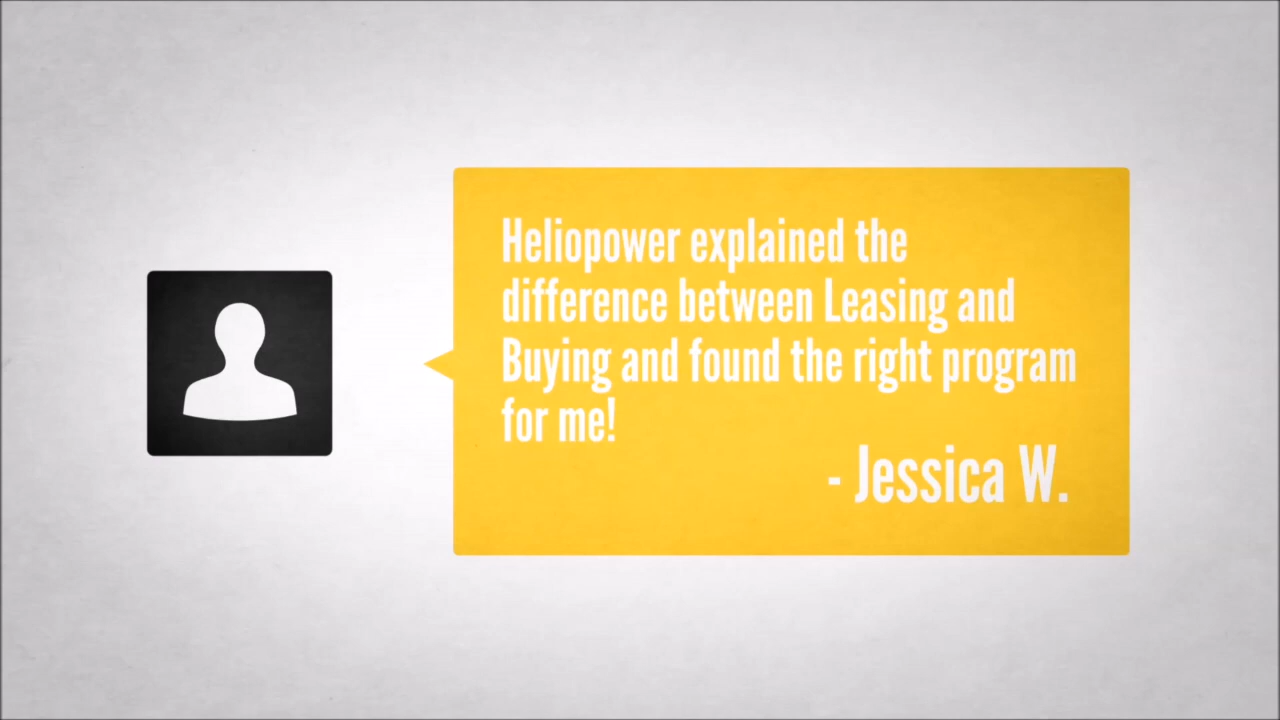 Heliopower explained the
difference between Leasing and
Buying and found the right program
for me!
- Jessica W.